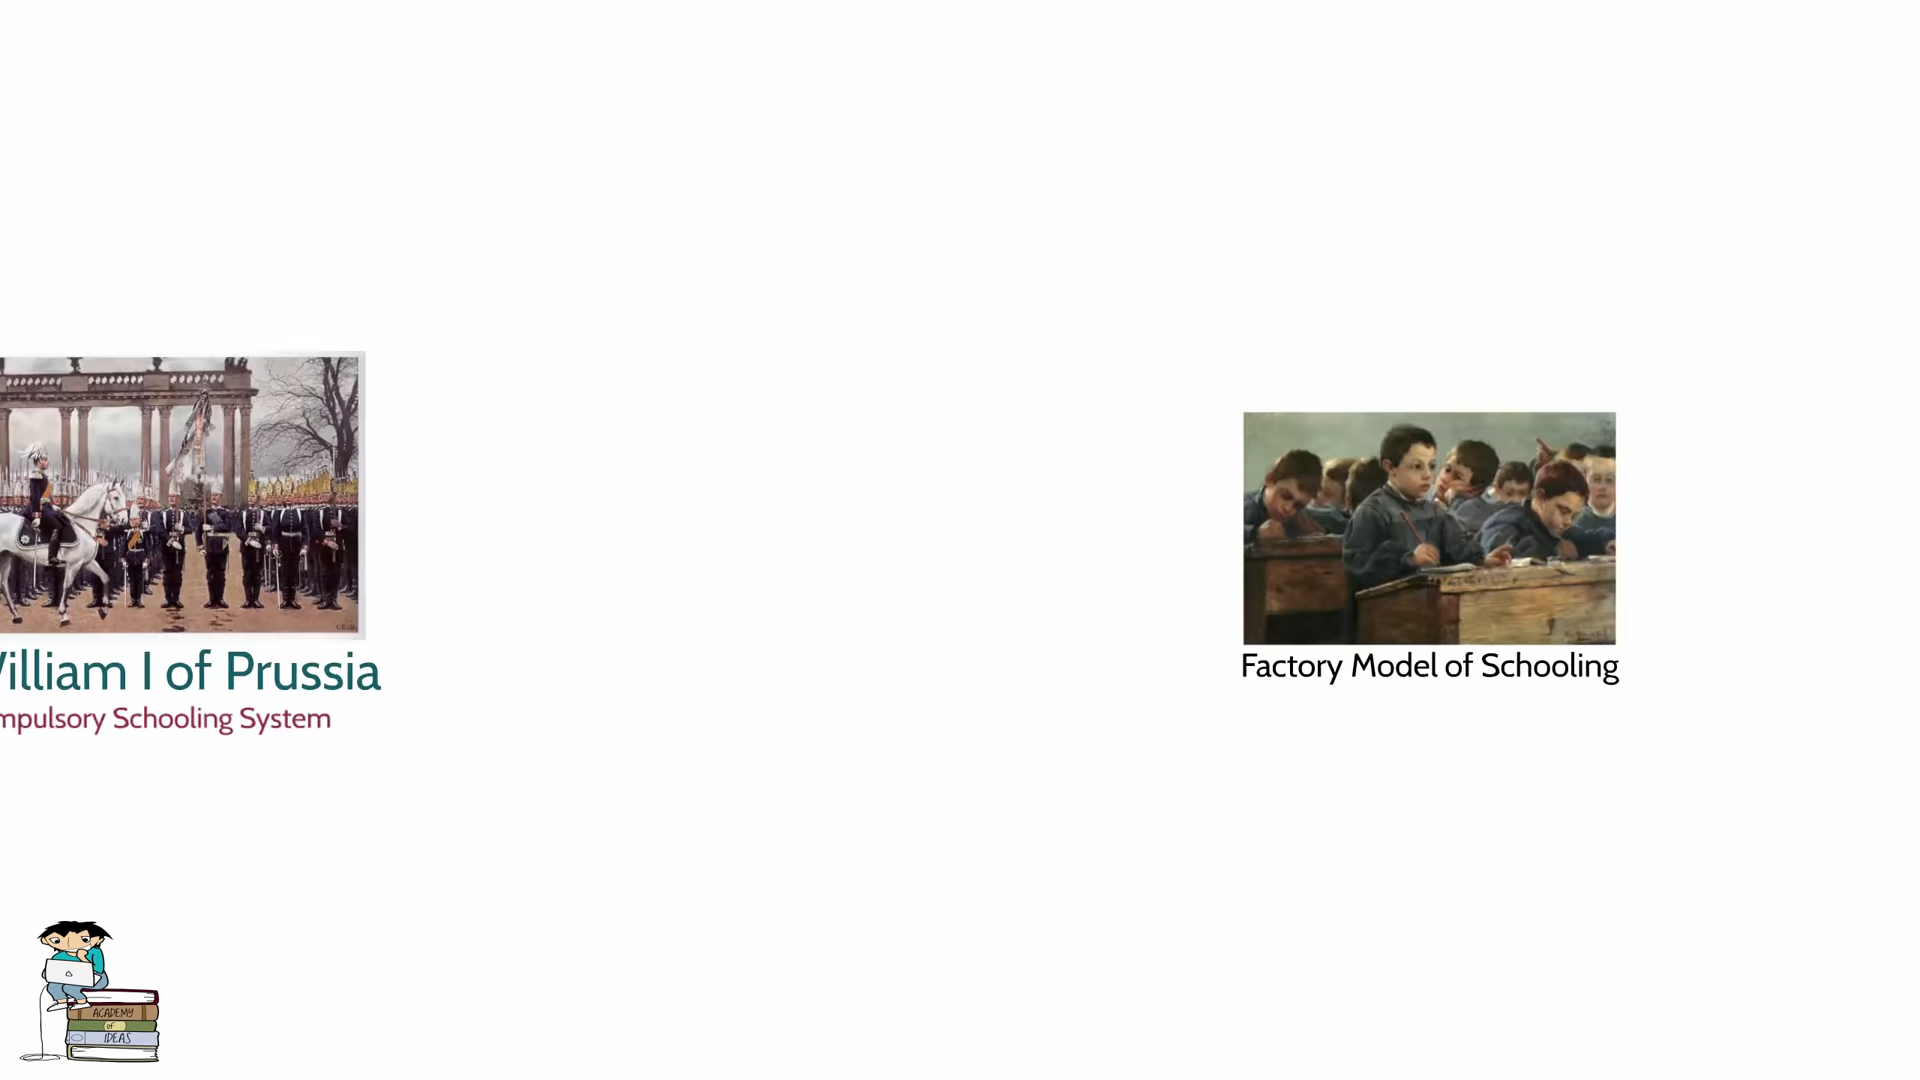 illiam I of Prussia
mpulsory Schooling System
Factory Model of Schooling
ACADEMY
of
IDEAS